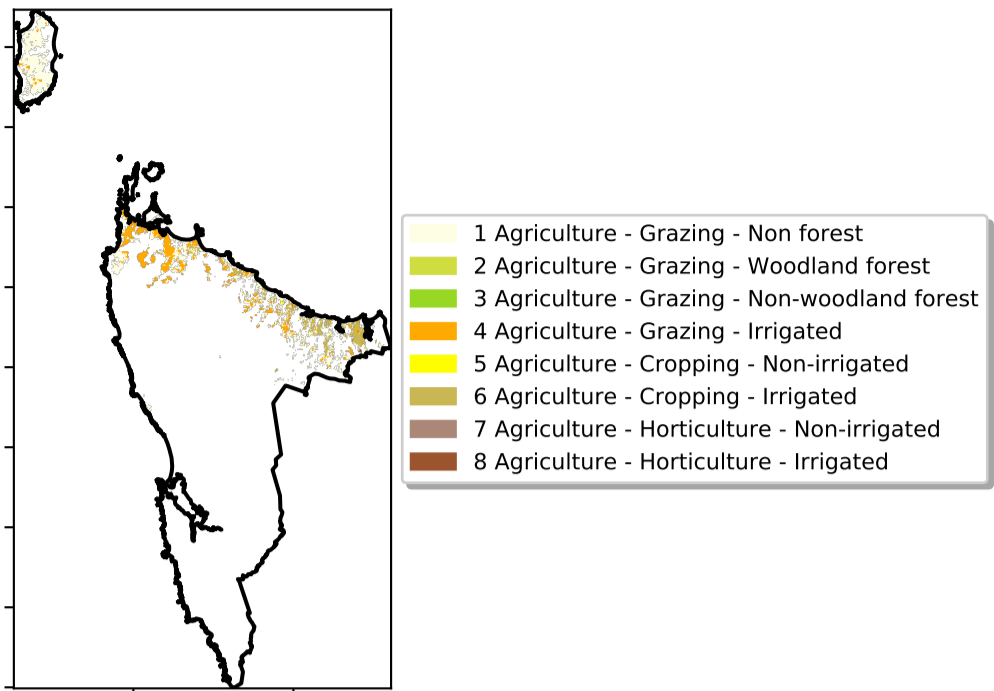 1 Agriculture - Grazing - Non forest
2 Agriculture - Grazing - Woodland forest
3 Agriculture - Grazing - Non-woodland forest
4 Agriculture - Grazing - Irrigated
5 Agriculture - Cropping - Non-irrigated
6 Agriculture - Cropping - Irrigated
7 Agriculture - Horticulture - Non-irrigated
8 Agriculture - Horticulture - Irrigated